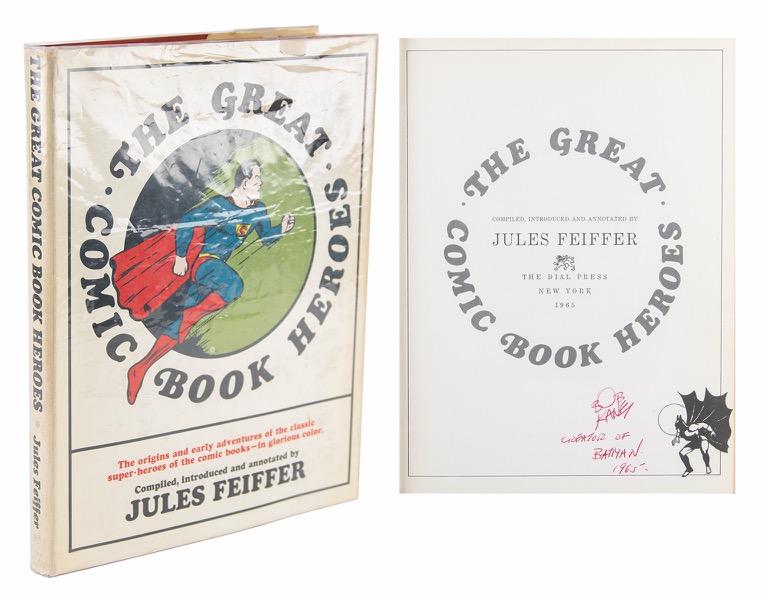 THE GREAT COMIC BOOK HEROES • Jules Feiffer
• THE GREAT •
COMIC BOOK HEROES
S
The origins and early adventures of the classic
super-heroes of the comic books—in glorious color.
Compiled, introduced and annotated by
JULES FEIFFER
• THE GREAT •
COMIC BOOK HEROES
COMPILED, INTRODUCED AND ANNOTATED BY
JULES FEIFFER
THE DIAL PRESS
NEW YORK
1965
BOB
KANE
CREATOR OF
BATMAN.
1965-